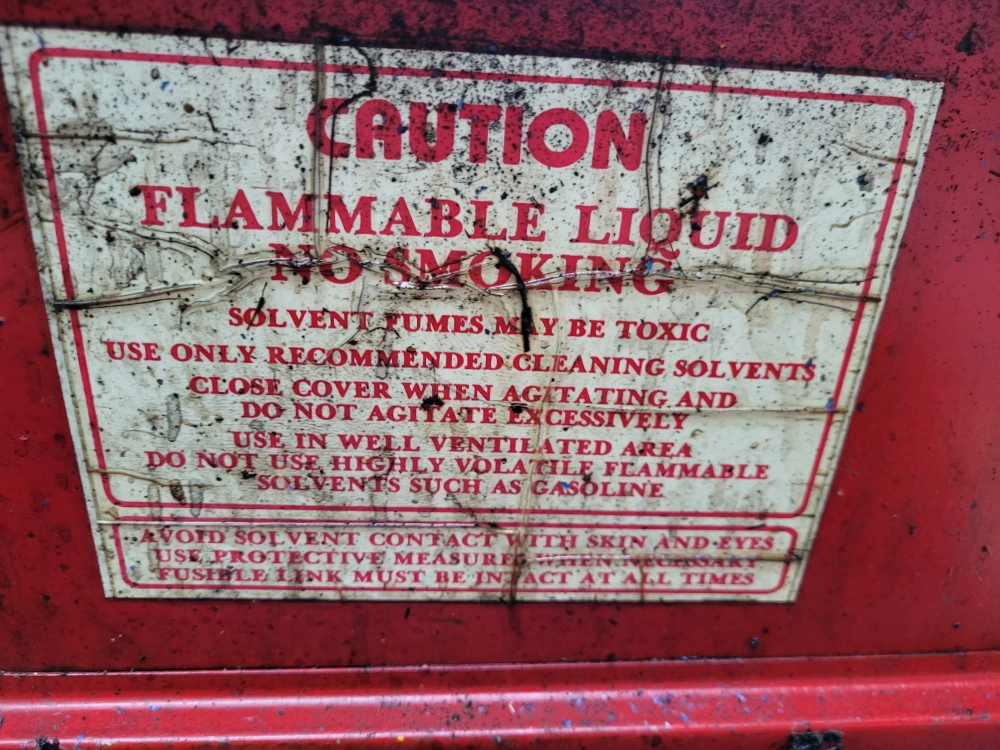 CAUTION
FLAMMABLE LIQUID
NO SMOKING
SOLVENT FUMES MAY BE TOXIC
USE ONLY RECOMMENDED CLEANING SOLVENTS
CLOSE COVER WHEN AGITATING AND
DO NOT AGITATE EXCESSIVELY
USE IN WELL VENTILATED AREA
DO NOT USE HIGHLY VOLATILE FLAMMABLE
SOLVENTS SUCH AS GASOLINE
AVOID SOLVENT CONTACT WITH SKIN AND EYES
USE PROTECTIVE MEASURES WHEN NECESSARY
FUSIBLE LINK MUST BE INTACT AT ALL TIMES